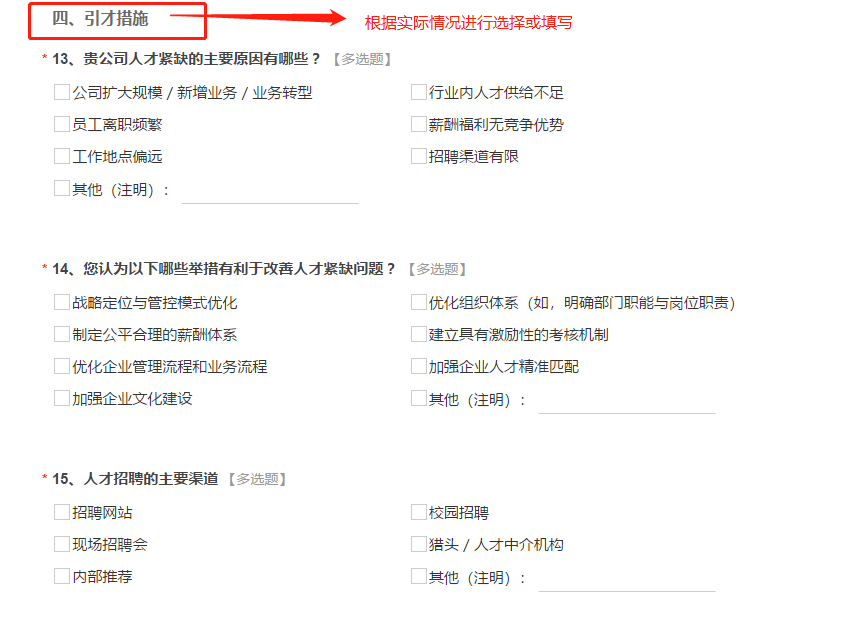 四、引才措施
根据实际情况进行选择或填写
* 13、贵公司人才紧缺的主要原因有哪些？【多选题】
公司扩大规模 / 新增业务 / 业务转型 行业内人才供给不足
员工离职频繁 薪酬福利无竞争优势
工作地点偏远 招聘渠道有限
其他（注明）：
* 14、您认为以下哪些举措有利于改善人才紧缺问题？【多选题】
战略定位与管控模式优化 优化组织体系（如，明确部门职能与岗位职责）
制定公平合理的薪酬体系 建立具有激励性的考核机制
优化企业管理流程和业务流程 加强企业人才精准匹配
加强企业文化建设 其他（注明）：
* 15、人才招聘的主要渠道【多选题】
招聘网站 校园招聘
现场招聘会 猎头 / 人才中介机构
内部推荐 其他（注明）：